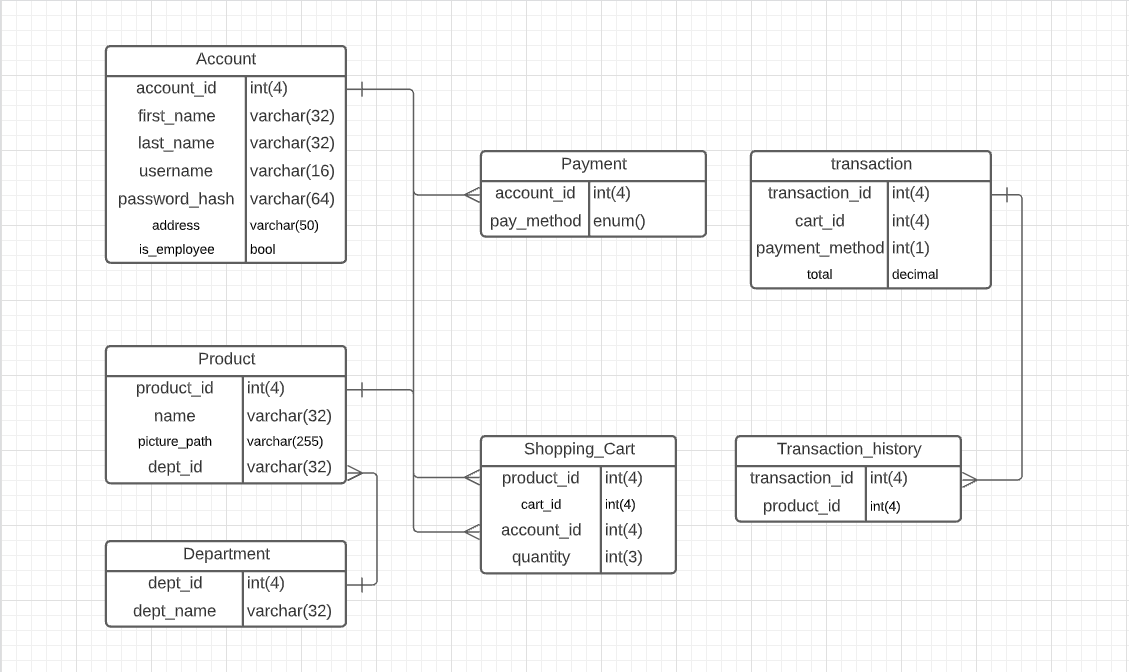 Account
account_id int(4)
first_name varchar(32)
last_name varchar(32)
username varchar(16)
password_hash varchar(64)
address varchar(50)
is_employee bool
Payment
account_id int(4)
pay_method enum()
transaction
transaction_id int(4)
cart_id int(4)
payment_method int(1)
total decimal
Product
product_id int(4)
name varchar(32)
picture_path varchar(255)
dept_id varchar(32)
Shopping_Cart
product_id int(4)
cart_id int(4)
account_id int(4)
quantity int(3)
Transaction_history
transaction_id int(4)
product_id int(4)
Department
dept_id int(4)
dept_name varchar(32)